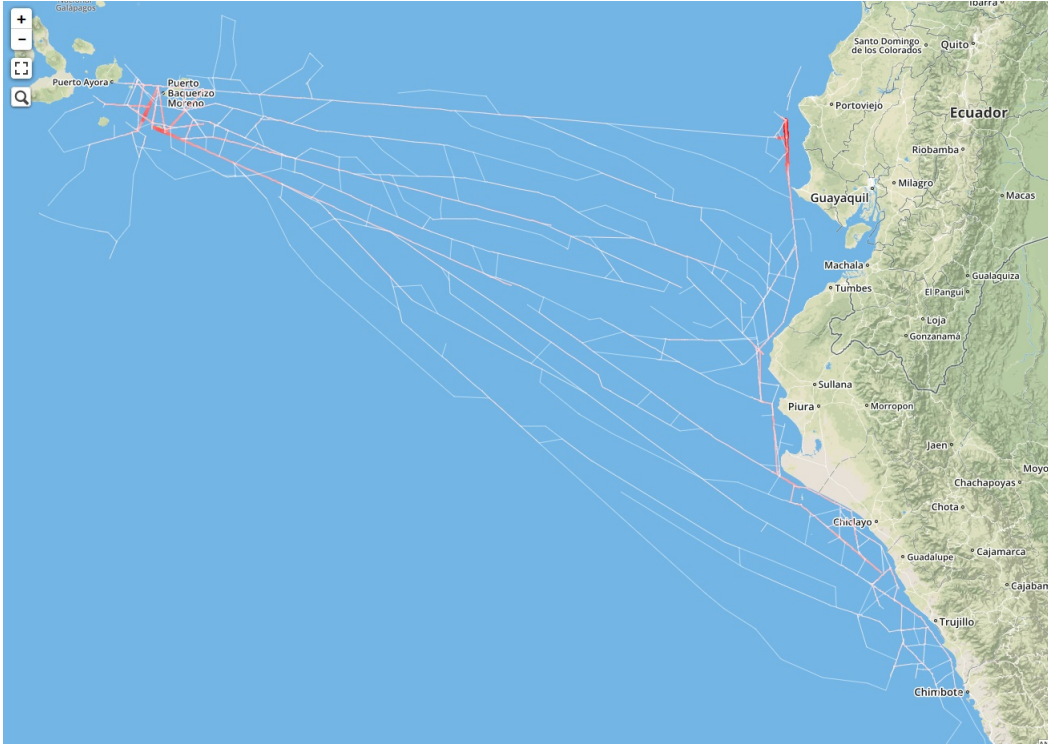 Nacional
Galápagos
+
−
Puerto Ayora
Puerto
Baquerizo
Moreno
Ibarra
Santo Domingo
de los Colorados
Quito
Portoviejo
Ecuador
Riobamba
Guayaquil
Milagro
Macas
Machala
Gualaquiza
Tumbes
El Pangui
Loja
Gonzanamá
Sullana
Piura
Morropon
Jaen
Moyo
Chachapoyas
Chota
Chiclayo
Guadalupe
Cajamarca
Cajaban
Trujillo
Chimbote